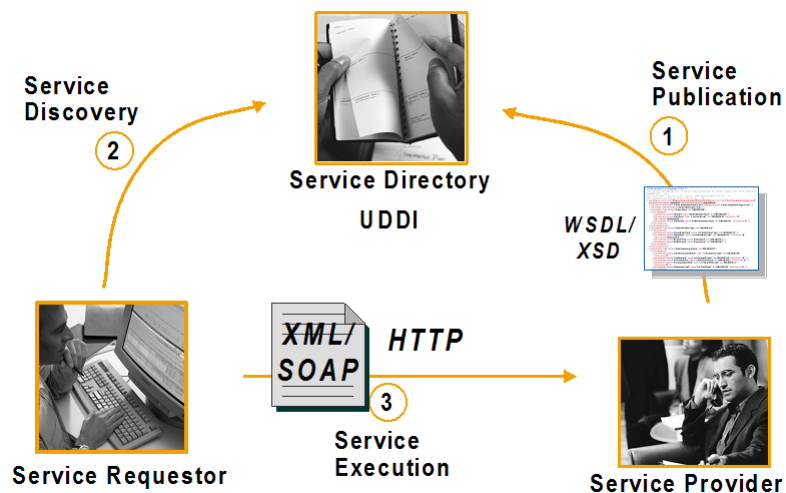 Service
Discovery
2
Service
Publication
1
Service Directory
UDDI
WSDL/
XSD
XML/
SOAP
HTTP
3
Service
Execution
Service Requestor
Service Provider